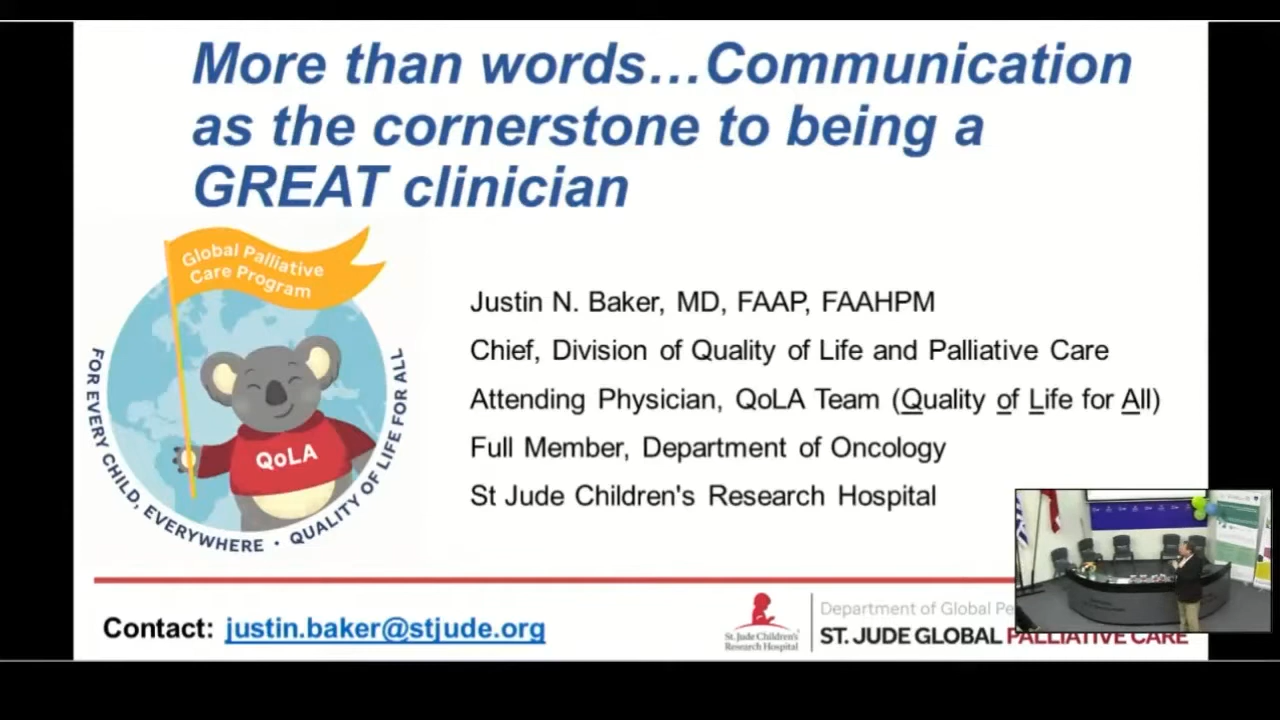 More than words…Communication
as the cornerstone to being a
GREAT clinician
Global Palliative
Care Program
QoLA
FOR EVERY CHILD, EVERYWHERE • QUALITY OF LIFE FOR ALL
Justin N. Baker, MD, FAAP, FAAHPM
Chief, Division of Quality of Life and Palliative Care
Attending Physician, QoLA Team (Quality of Life for All)
Full Member, Department of Oncology
St Jude Children's Research Hospital
Contact: justin.baker@stjude.org
St. Jude Children's
Research Hospital
Department of Global
ST. JUDE GLOBAL PALLIATIVE CARE